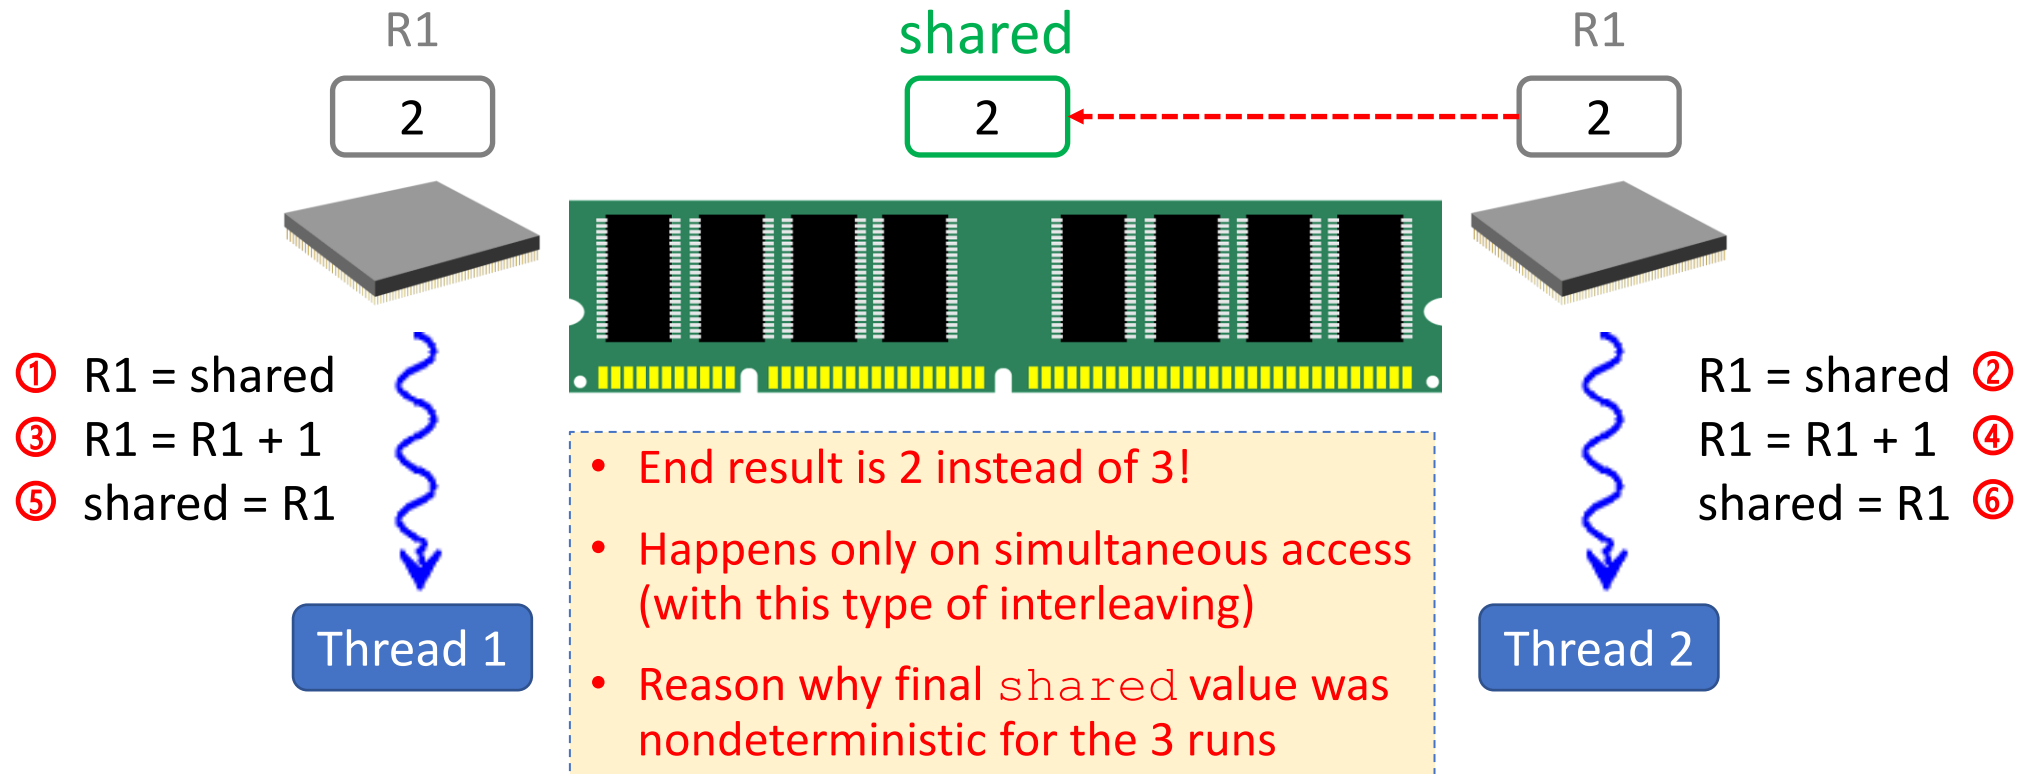 R1
shared
R1
2
2
2
① R1 = shared
③ R1 = R1 + 1
⑤ shared = R1
R1 = shared ②
R1 = R1 + 1 ④
shared = R1 ⑥
• End result is 2 instead of 3!
• Happens only on simultaneous access
(with this type of interleaving)
• Reason why final shared value was
nondeterministic for the 3 runs
Thread 1
Thread 2